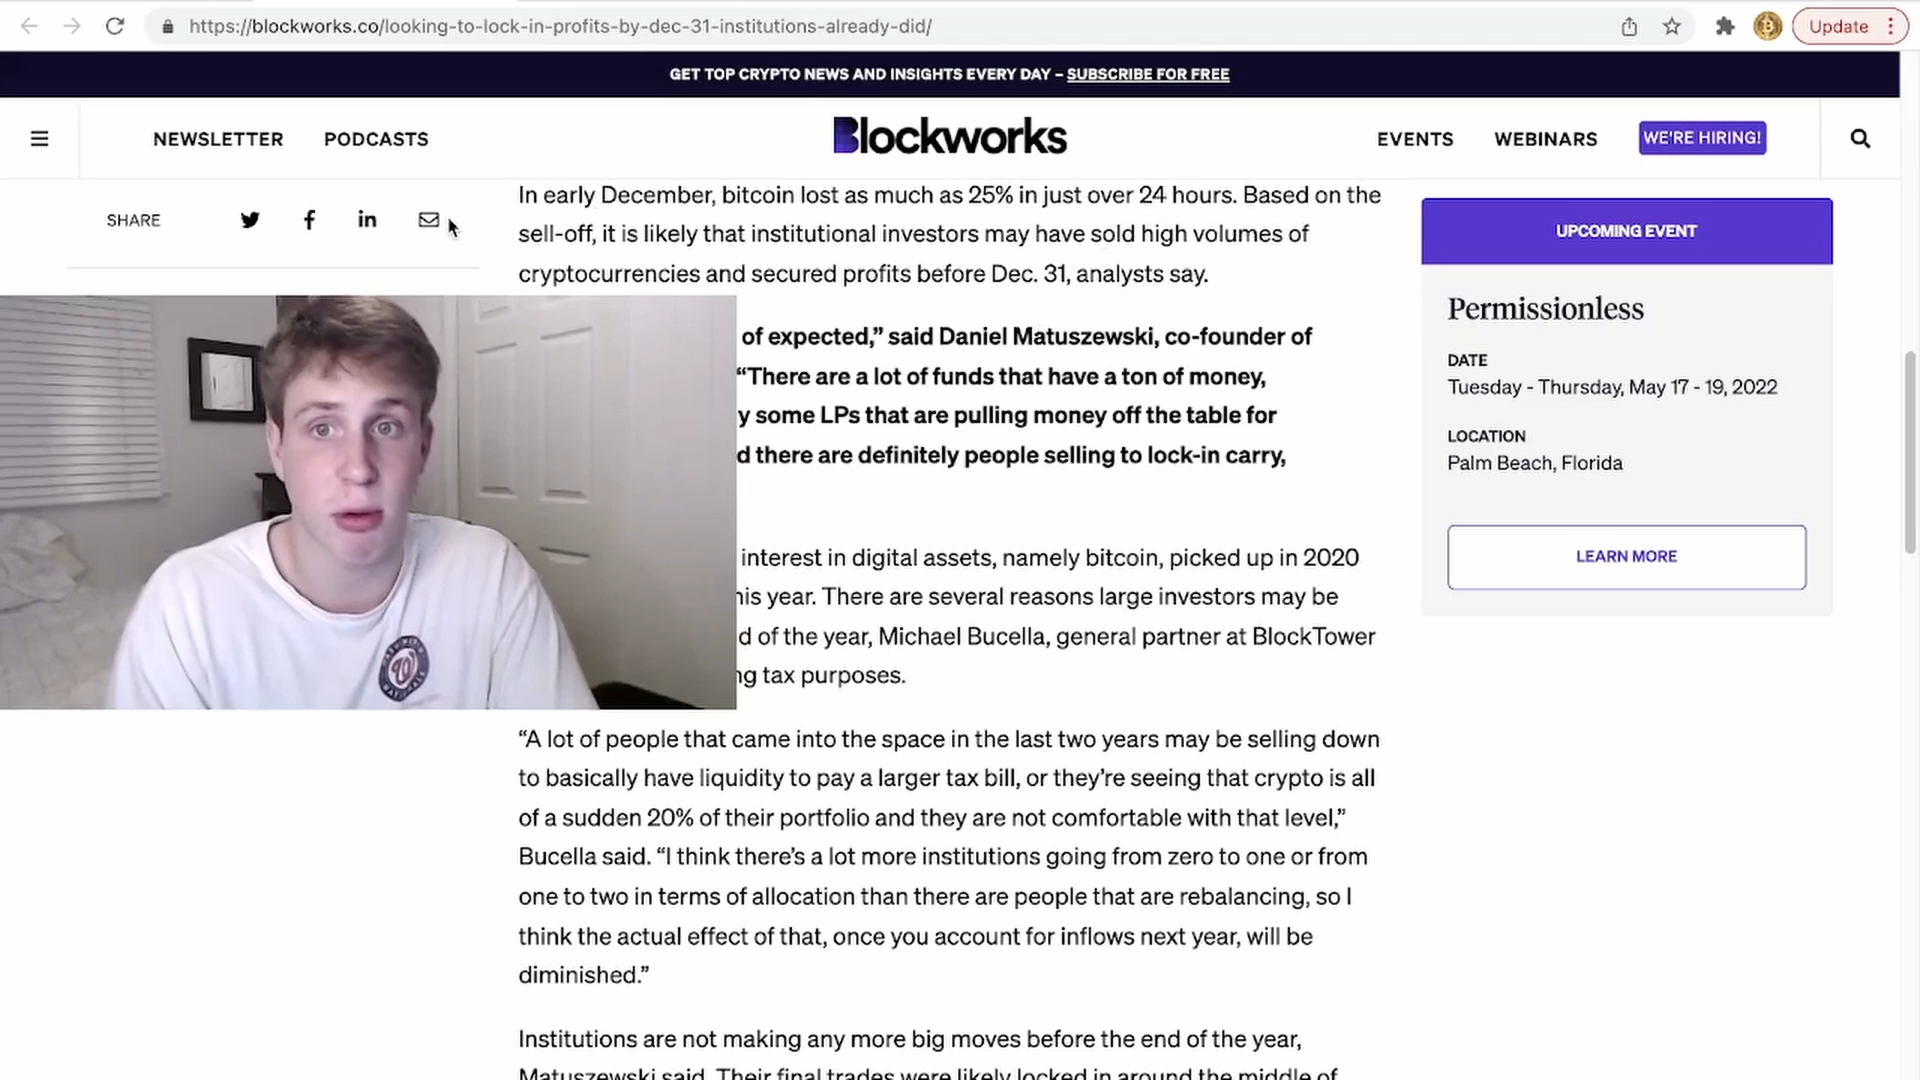 https://blockworks.co/looking-to-lock-in-profits-by-dec-31-institutions-already-did/
Update
GET TOP CRYPTO NEWS AND INSIGHTS EVERY DAY – SUBSCRIBE FOR FREE
NEWSLETTER
PODCASTS
Blockworks
EVENTS
WEBINARS
WE'RE HIRING!
SHARE
In early December, bitcoin lost as much as 25% in just over 24 hours. Based on the
sell-off, it is likely that institutional investors may have sold high volumes of
cryptocurrencies and secured profits before Dec. 31, analysts say.
of expected,” said Daniel Matuszewski, co-founder of
“There are a lot of funds that have a ton of money,
some LPs that are pulling money off the table for
there are definitely people selling to lock-in carry,
interest in digital assets, namely bitcoin, picked up in 2020
year. There are several reasons large investors may be
of the year, Michael Bucella, general partner at BlockTower
tax purposes.
“A lot of people that came into the space in the last two years may be selling down
to basically have liquidity to pay a larger tax bill, or they’re seeing that crypto is all
of a sudden 20% of their portfolio and they are not comfortable with that level,”
Bucella said. “I think there’s a lot more institutions going from zero to one or from
one to two in terms of allocation than there are people that are rebalancing, so I
think the actual effect of that, once you account for inflows next year, will be
diminished.”
Institutions are not making any more big moves before the end of the year,
Matuszewski said. Their final trades were likely locked in around the middle of
UPCOMING EVENT
Permissionless
DATE
Tuesday - Thursday, May 17 - 19, 2022
LOCATION
Palm Beach, Florida
LEARN MORE